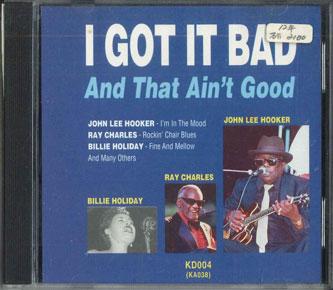 I GOT IT BAD
And That Ain't Good
JOHN LEE HOOKER - I'm In The Mood
RAY CHARLES - Rockin' Chair Blues
BILLIE HOLIDAY - Fine And Mellow
And Many Others
JOHN LEE HOOKER
RAY CHARLES
BILLIE HOLIDAY
KD004
(KA038)